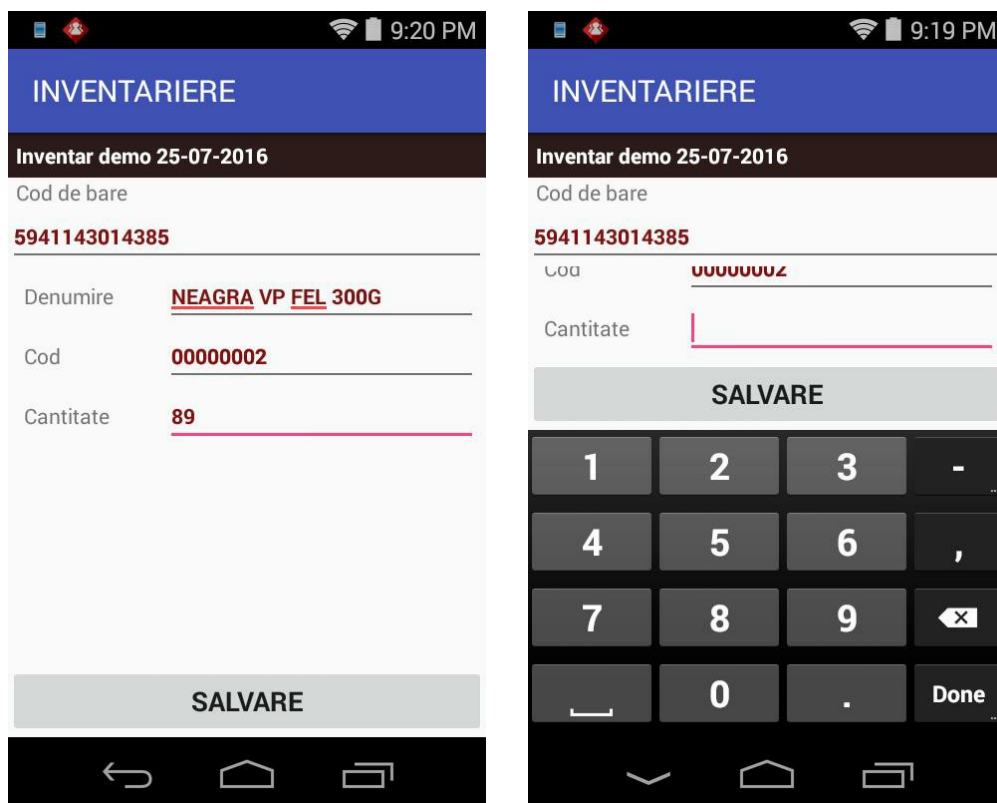 9:20 PM
INVENTARIERE
Inventar demo 25-07-2016
Cod de bare
5941143014385
Denumire NEAGRA VP FEL 300G
Cod 00000002
Cantitate 89
SALVARE
9:19 PM
INVENTARIERE
Inventar demo 25-07-2016
Cod de bare
5941143014385
Cod 00000002
Cantitate
SALVARE
1 2 3 -
4 5 6 ,
7 8 9
0 . Done